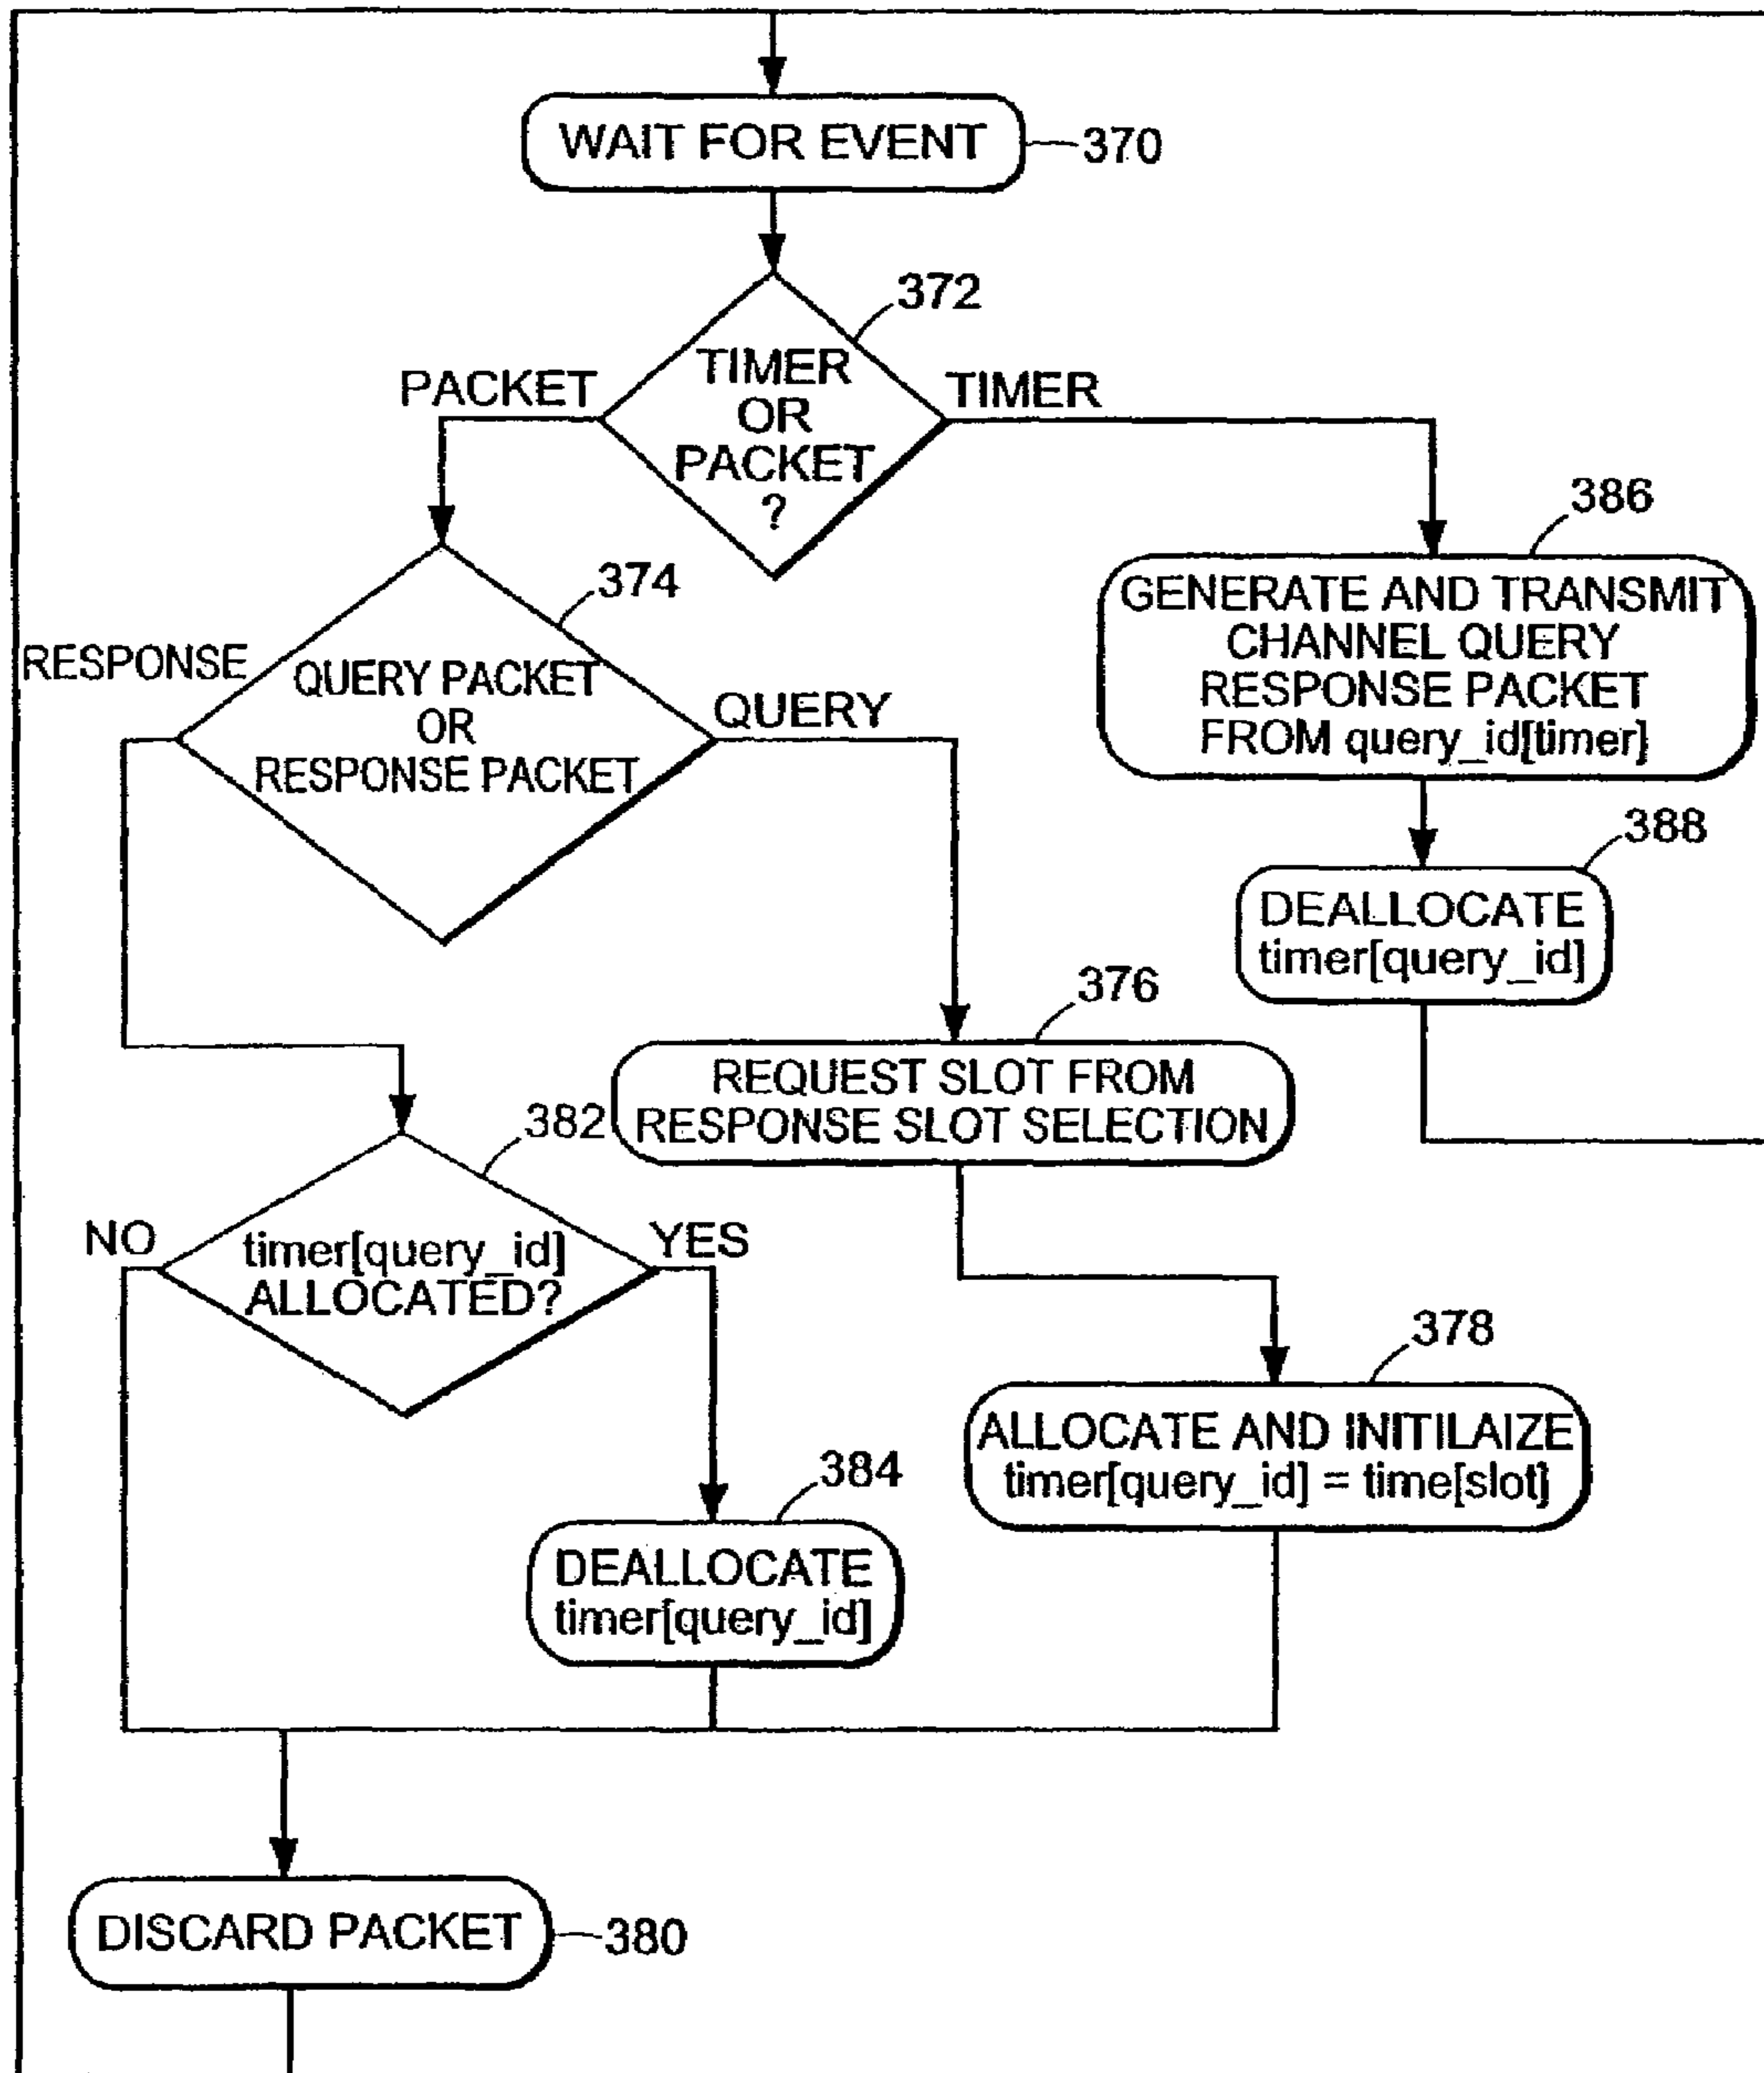 WAIT FOR EVENT
370
372
TIMER
OR
PACKET
?
PACKET
TIMER
386
GENERATE AND TRANSMIT
CHANNEL QUERY
RESPONSE PACKET
FROM query_id[timer]
374
RESPONSE
QUERY PACKET
OR
RESPONSE PACKET
QUERY
388
DEALLOCATE
timer[query_id]
376
REQUEST SLOT FROM
RESPONSE SLOT SELECTION
382
NO
timer[query_id]
ALLOCATED?
YES
378
ALLOCATE AND INITILAIZE
timer[query_id] = time[slot]
384
DEALLOCATE
timer[query_id]
DISCARD PACKET
380